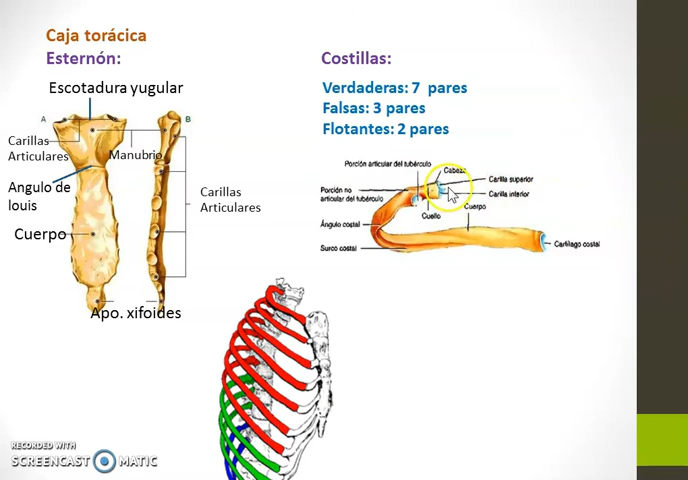 Caja torácica
Esternón:
Escotadura yugular
A
B
Carillas
Articulares
Manubrio
Angulo de
louis
Carillas
Articulares
Cuerpo
Apo. xifoides
Costillas:
Verdaderas: 7 pares
Falsas: 3 pares
Flotantes: 2 pares
Porción articular del tubérculo
Cabeza
Carilla superior
Porción no
articular del tubérculo
Carilla inferior
Cuello
Cuerpo
Ángulo costal
Surco costal
Cartílago costal
RECORDED WITH
SCREENCAST MATIC